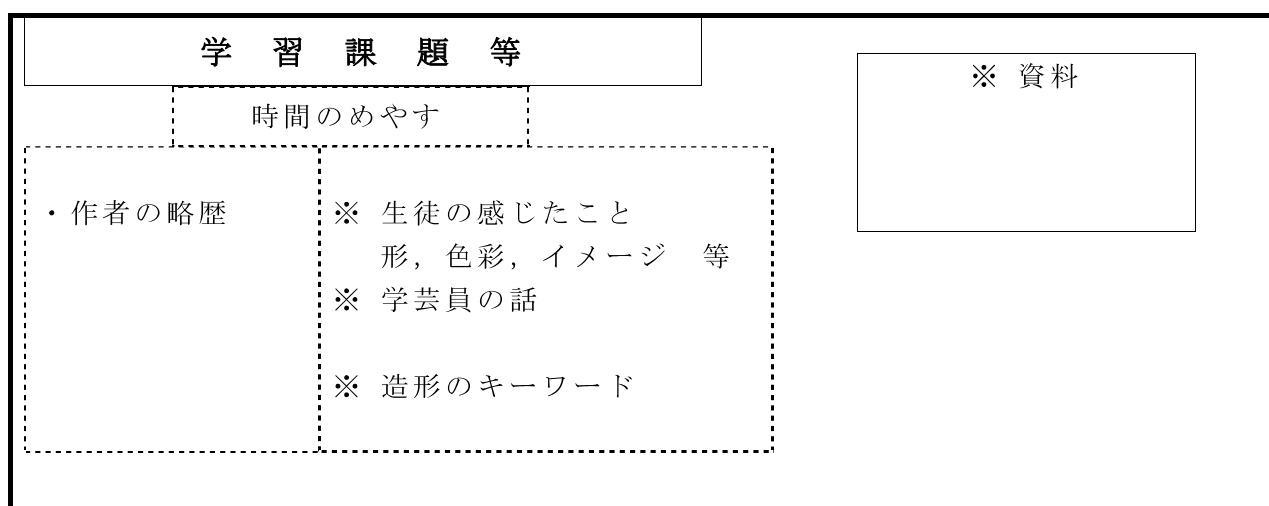 学習課題等
※ 資料
時間のめやす
・作者の略歴
※ 生徒の感じたこと
形，色彩，イメージ　等
※ 学芸員の話
※ 造形のキーワード